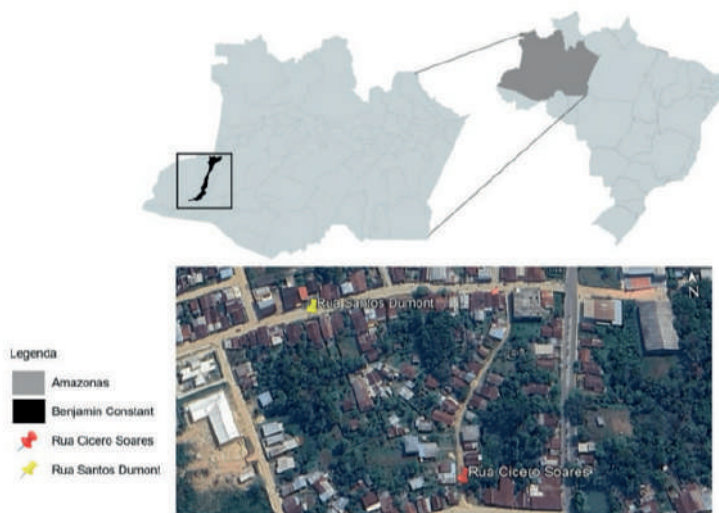 Rua Santos Dumont
N
Legenda
Amazonas
Benjamin Constant
Rua Cicero Soares
Rua Santos Dumont
Rua Cicero Soares